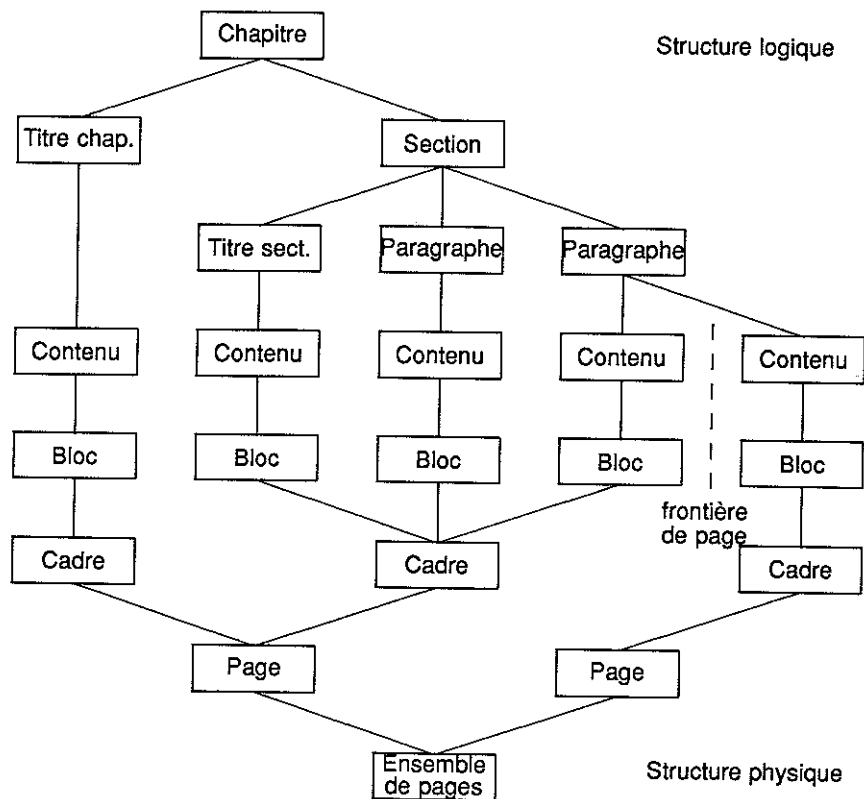 Chapitre
Structure logique
Titre chap.
Section
Titre sect.
Paragraphe
Paragraphe
Contenu
Contenu
Contenu
Contenu
Contenu
Bloc
Bloc
Bloc
Bloc
Bloc
frontière
de page
Cadre
Cadre
Cadre
Page
Page
Ensemble
de pages
Structure physique